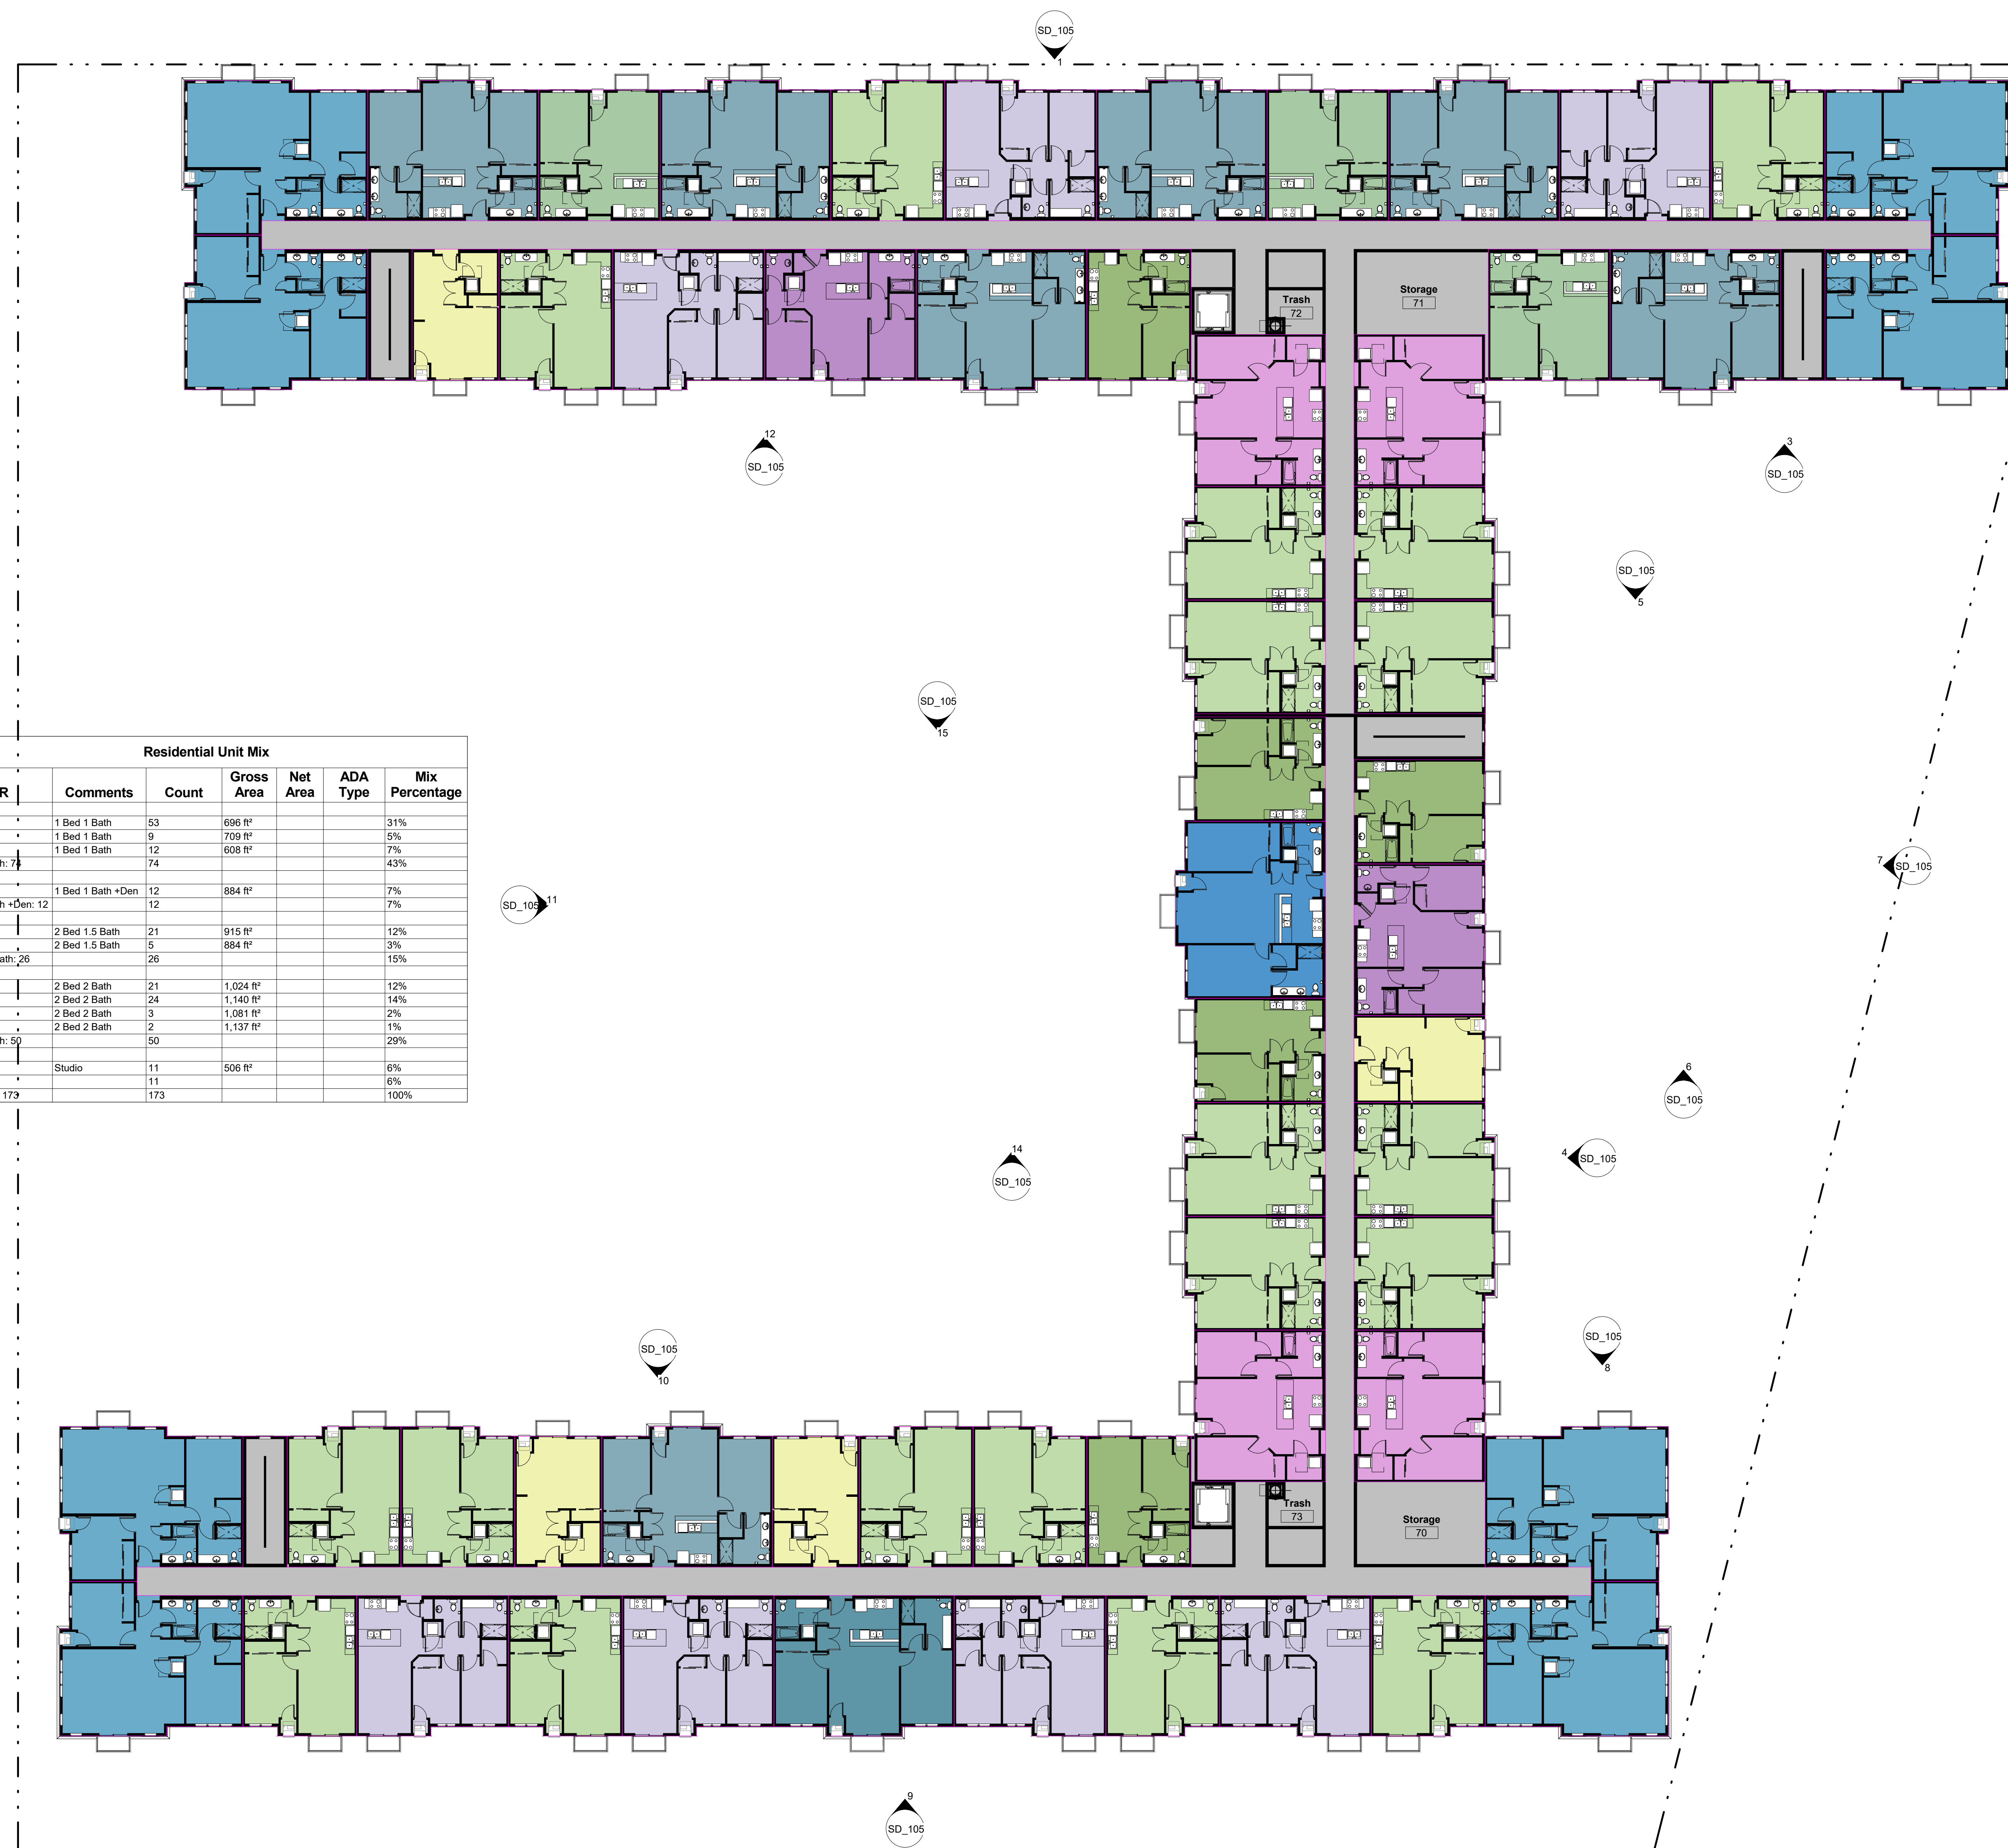 SD_105
1
Storage
71
Trash
72
12
SD_105
3
SD_105
SD_105
5
SD_105
15
Residential Unit Mix
R Comments Count Gross Area Net Area ADA Type Mix Percentage
1 Bed 1 Bath 53 696 ft² 31%
1 Bed 1 Bath 9 709 ft² 5%
1 Bed 1 Bath 12 608 ft² 7%
h: 74 74 43%
1 Bed 1 Bath +Den 12 884 ft² 7%
h +Den: 12 12 7%
2 Bed 1.5 Bath 21 915 ft² 12%
2 Bed 1.5 Bath 5 884 ft² 3%
ath: 26 26 15%
2 Bed 2 Bath 21 1,024 ft² 12%
2 Bed 2 Bath 24 1,140 ft² 14%
2 Bed 2 Bath 3 1,081 ft² 2%
2 Bed 2 Bath 2 1,137 ft² 1%
h: 50 50 29%
Studio 11 506 ft² 6%
11 6%
173 173 100%
7
SD_105
SD_105
11
6
SD_105
14
SD_105
4
SD_105
SD_105
8
SD_105
10
Trash
73
Storage
70
9
SD_105